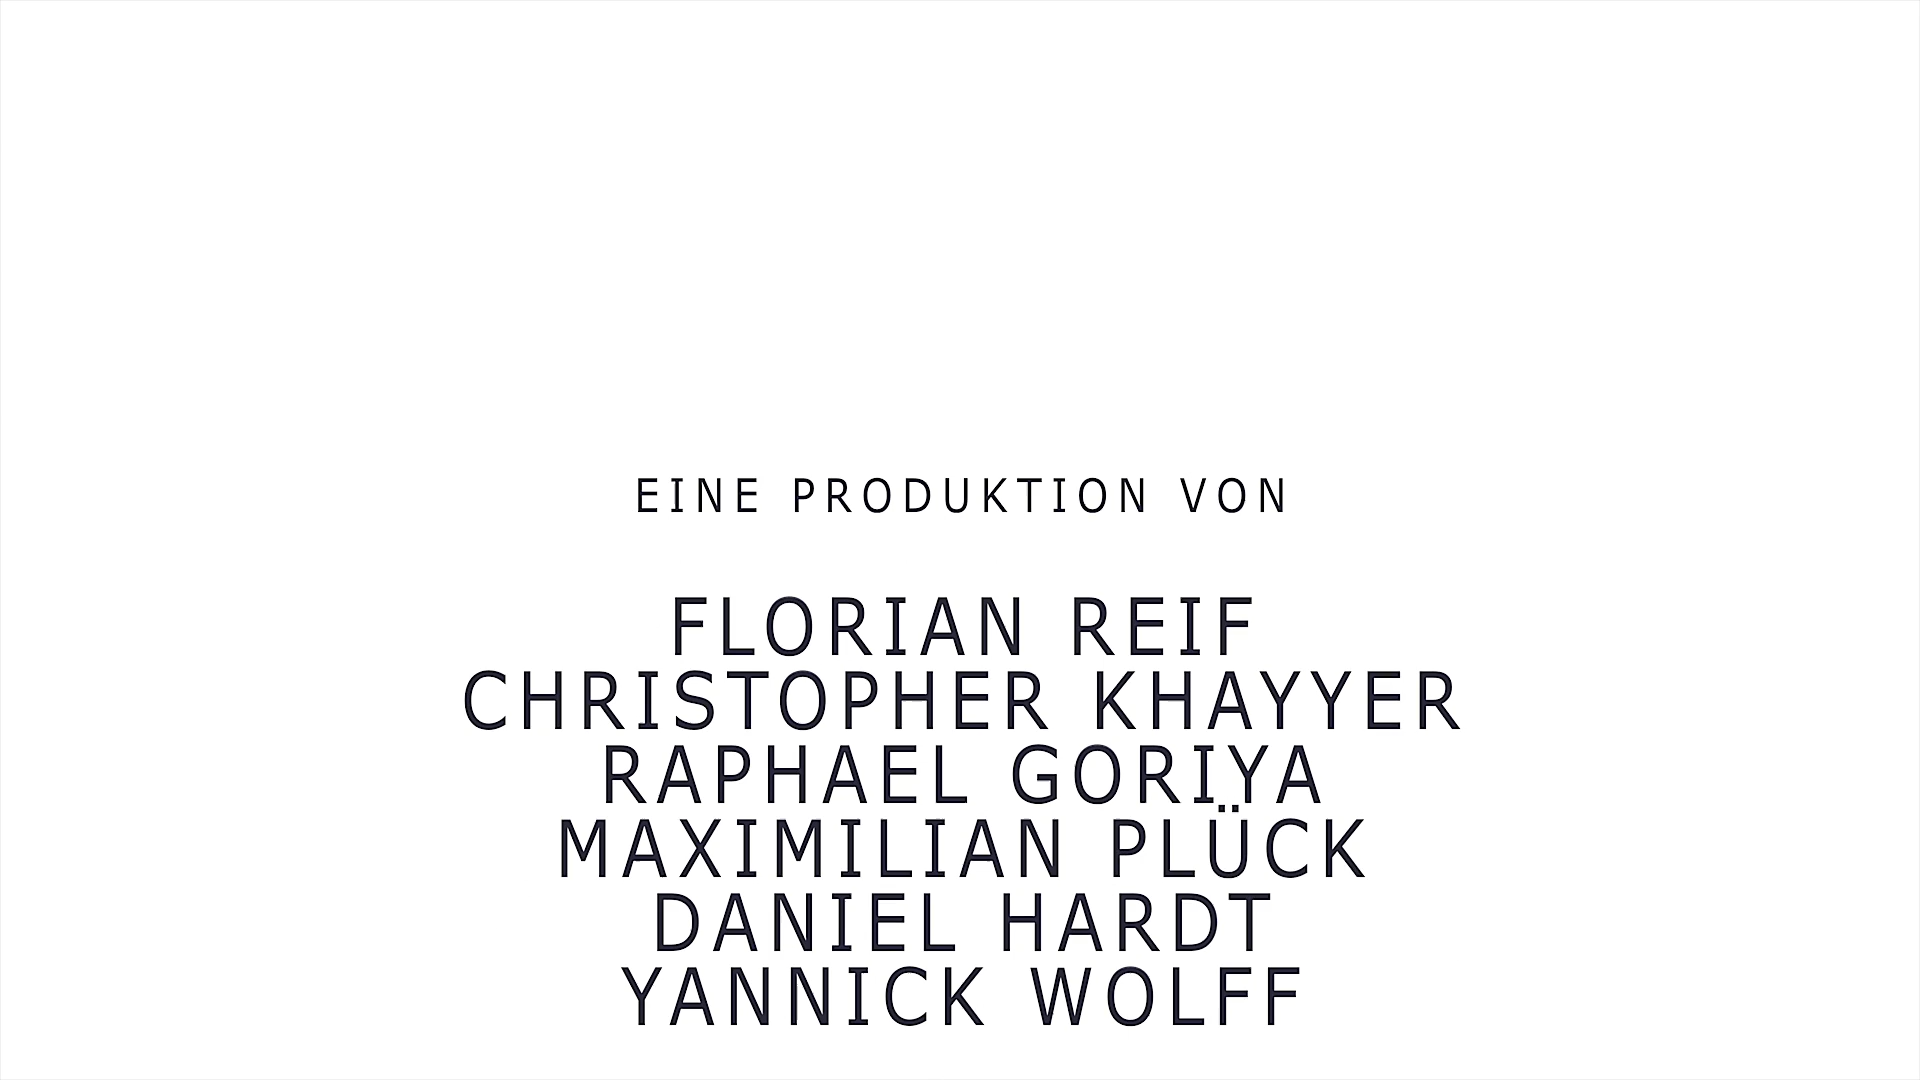 EINE PRODUKTION VON
FLORIAN REIF
CHRISTOPHER KHAYYER
RAPHAEL GORIYA
MAXIMILIAN PLÜCK
DANIEL HARDT
YANNICK WOLFF